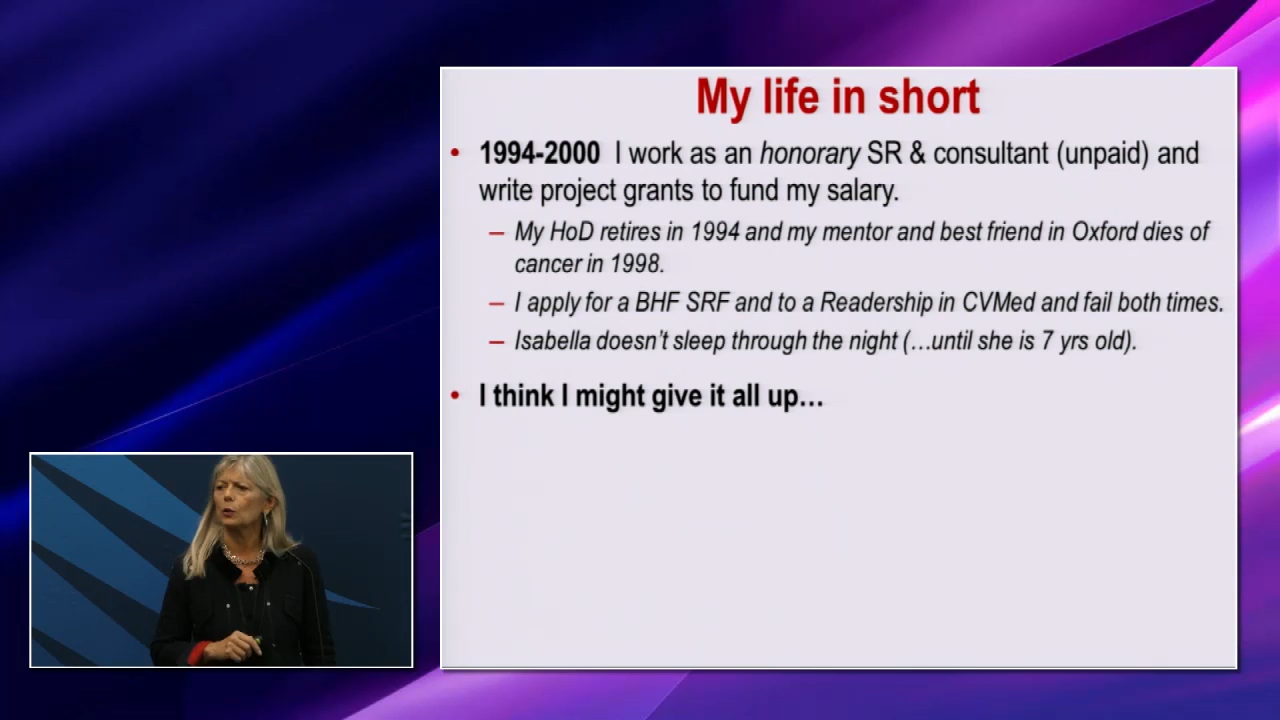 My life in short
• 1994-2000 I work as an honorary SR & consultant (unpaid) and
write project grants to fund my salary.
– My HoD retires in 1994 and my mentor and best friend in Oxford dies of
cancer in 1998.
– I apply for a BHF SRF and to a Readership in CVMed and fail both times.
– Isabella doesn't sleep through the night (…until she is 7 yrs old).
• I think I might give it all up…